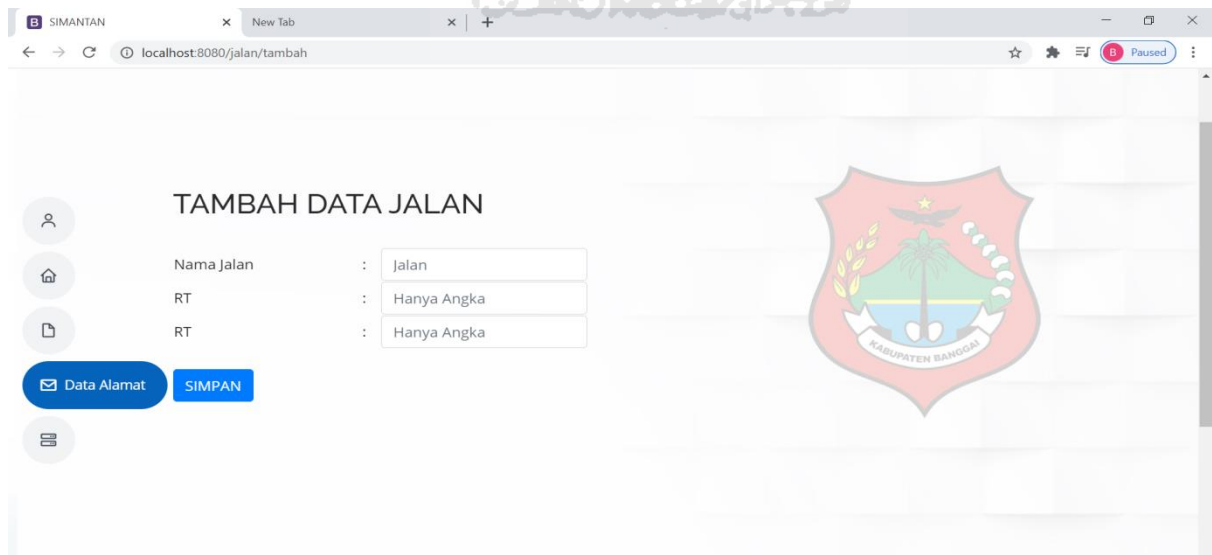 B SIMANTAN
New Tab
localhost:8080/jalan/tambah
B Paused
TAMBAH DATA JALAN
Nama Jalan : Jalan
RT : Hanya Angka
RT : Hanya Angka
Data Alamat
SIMPAN
KABUPATEN BANGGAI